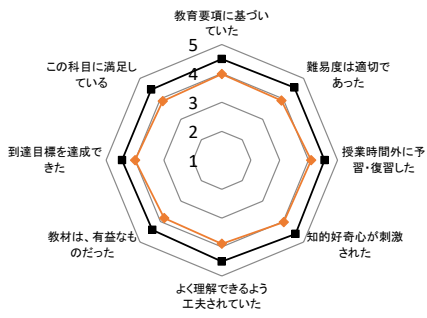 教育要項に基づい
ていた
難易度は適切で
あった
授業時間外に予
習・復習した
知的好奇心が刺激
された
よく理解できるよう
工夫されていた
教材は、有益なも
のだった
到達目標を達成で
きた
この科目に満足し
ている
5
4
3
2
1